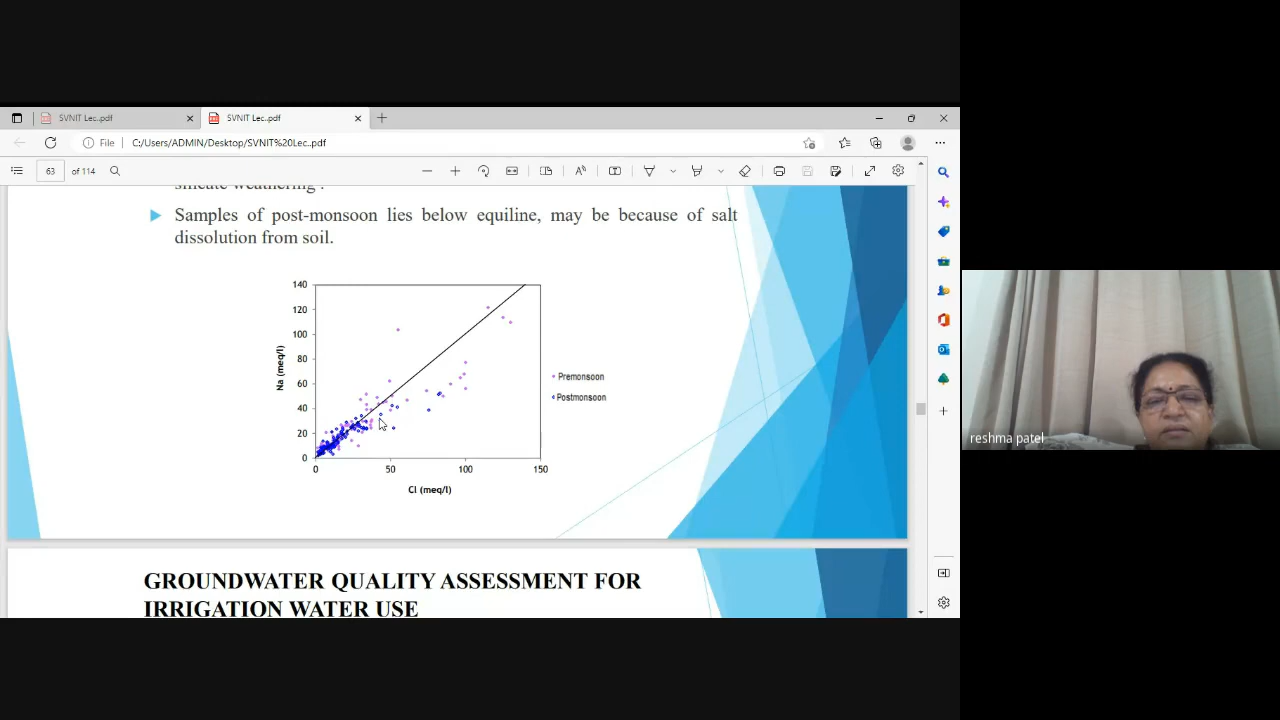 SVNIT Lec..pdf
SVNIT Lec..pdf
File
C:/Users/ADMIN/Desktop/SVNIT%20Lec..pdf
63 of 114
silicate weathering .
Samples of post-monsoon lies below equiline, may be because of salt
dissolution from soil.
140
120
100
80
60
40
20
0
Na (meq/l)
0 50 100 150
Cl (meq/l)
Premonsoon
Postmonsoon
reshma patel
GROUNDWATER QUALITY ASSESSMENT FOR
IRRIGATION WATER USE